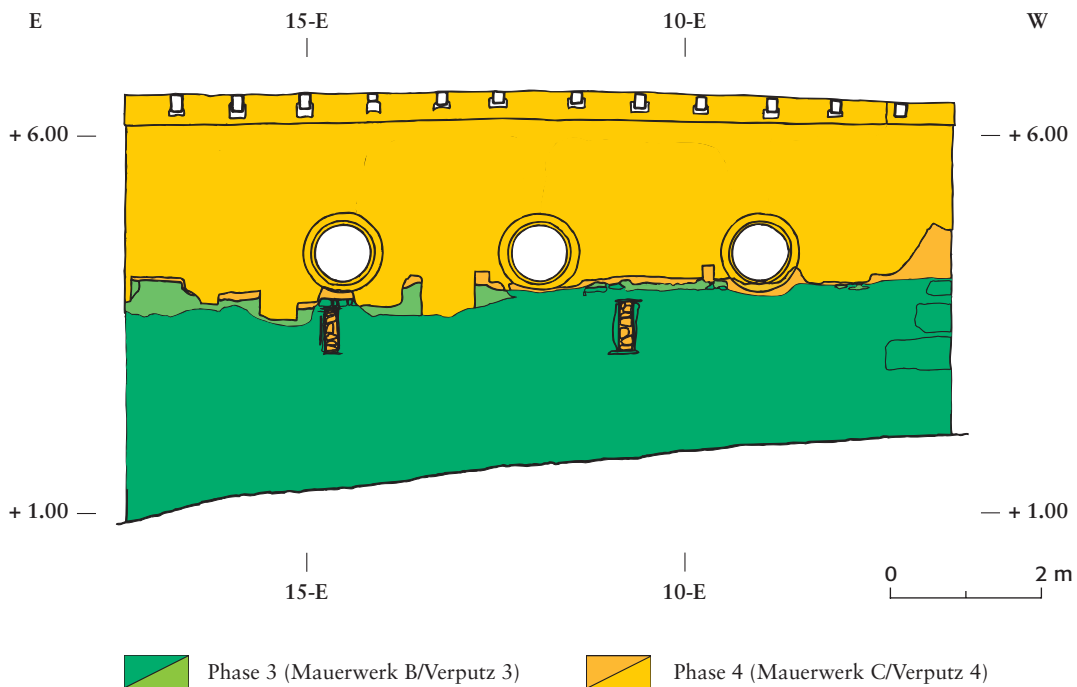 E 15-E 10-E W
+ 6.00 + 6.00
+ 1.00 + 1.00
15-E 10-E 0 2 m
Phase 3 (Mauerwerk B/Verputz 3) Phase 4 (Mauerwerk C/Verputz 4)